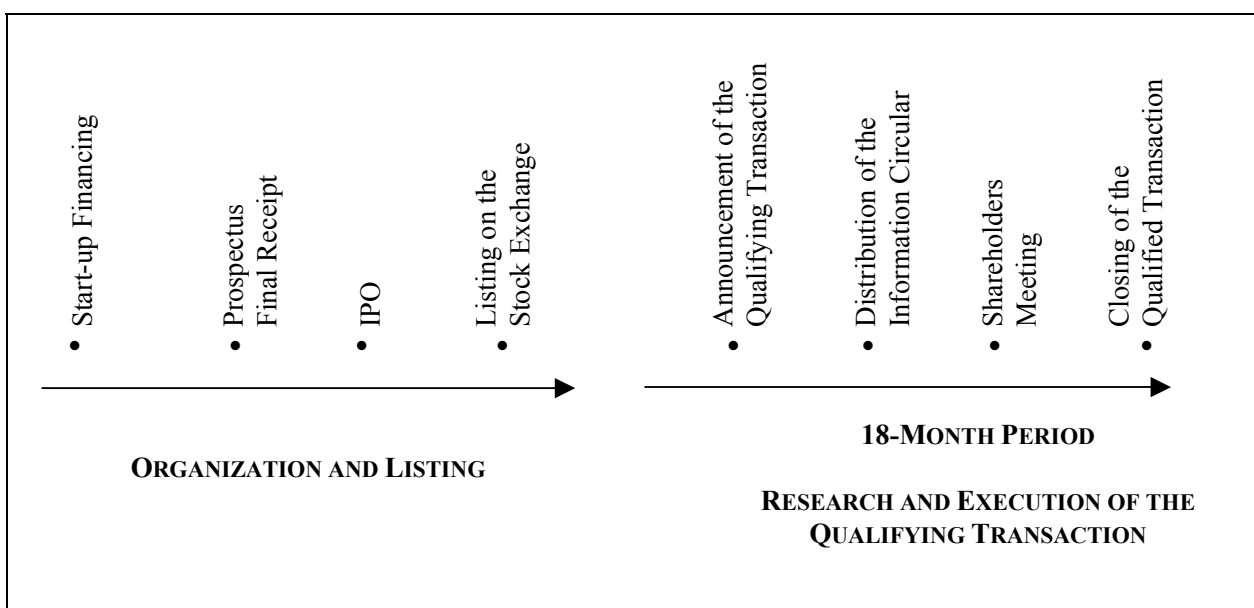 Start-up Financing
Prospectus
Final Receipt
IPO
Listing on the
Stock Exchange
Announcement of the
Qualifying Transaction
Distribution of the
Information Circular
Shareholders
Meeting
Closing of the
Qualified Transaction
ORGANIZATION AND LISTING
18-MONTH PERIOD
RESEARCH AND EXECUTION OF THE
QUALIFYING TRANSACTION